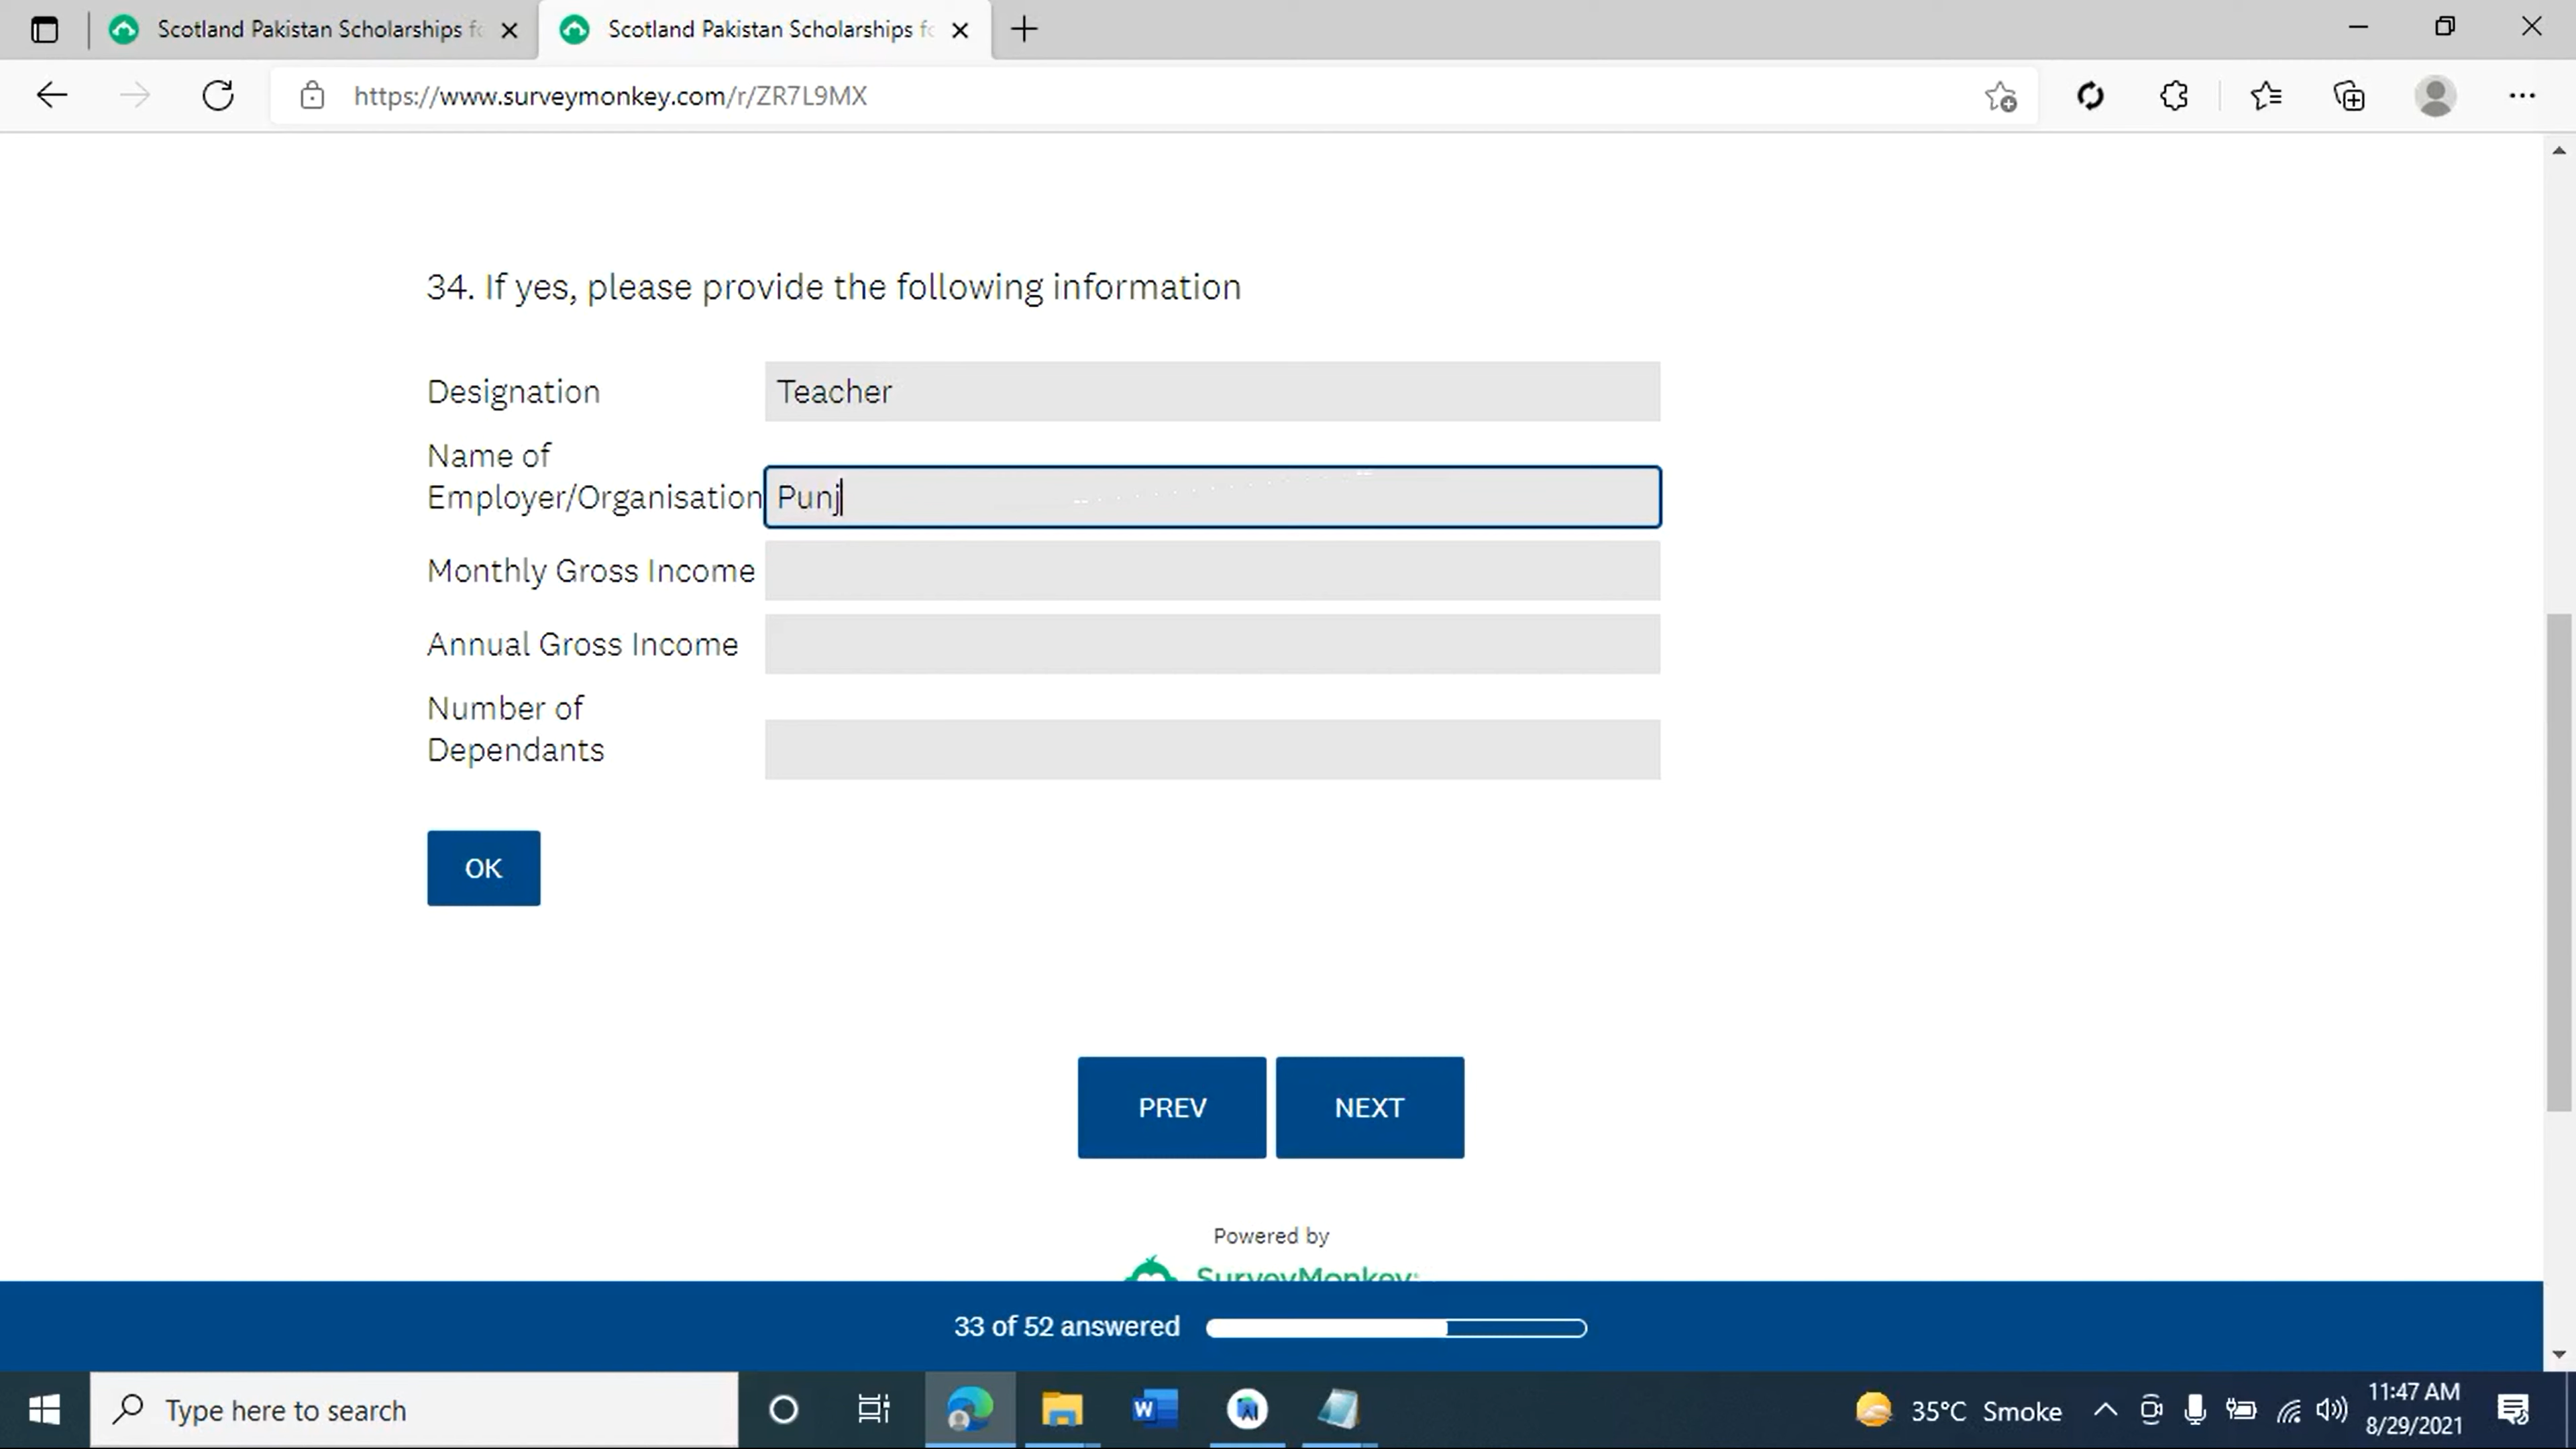 Scotland Pakistan Scholarships fo
Scotland Pakistan Scholarships fo
https://www.surveymonkey.com/r/ZR7L9MX
34. If yes, please provide the following information
Designation
Teacher
Name of
Employer/Organisation
Punj
Monthly Gross Income
Annual Gross Income
Number of
Dependants
OK
PREV
NEXT
Powered by
SurveyMonkey
33 of 52 answered
Type here to search
35°C Smoke
11:47 AM
8/29/2021